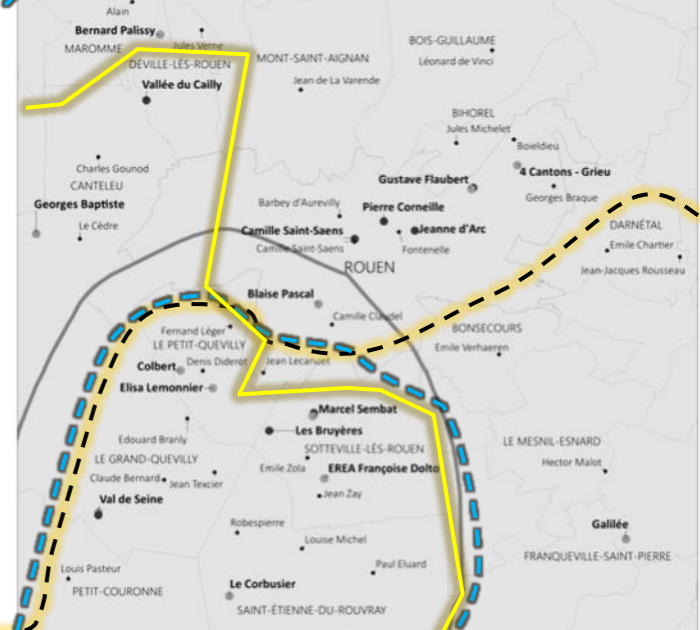 Alain
Bernard Palissy
Jules Verne
MAROMME
DÉVILLE-LÈS-ROUEN
MONT-SAINT-AIGNAN
BOIS-GUILLAUME
Léonard de Vinci
Jean de La Varende
Vallée du Cailly
BIHOREL
Jules Michelet
Boieldieu
Charles Gounod
CANTELEU
Georges Baptiste
Le Cèdre
Gustave Flaubert
4 Cantons - Grieu
Georges Braque
Barbey d'Aurevilly
Pierre Corneille
Camille Saint-Saens
Camille Saint-Saens
Jeanne d'Arc
Fontenelle
ROUEN
DARNÉTAL
Emile Chartier
Jean-Jacques Rousseau
Blaise Pascal
Camille Claudel
Fernand Léger
LE PETIT-QUEVILLY
BONSECOURS
Emile Verhaeren
Colbert
Denis Diderot
Jean Lecanuet
Elisa Lemonnier
Marcel Sembat
Les Bruyères
Edouard Branly
SOTTEVILLE-LÈS-ROUEN
LE MESNIL-ESNARD
LE GRAND-QUEVILLY
Hector Malot
Claude Bernard
Jean Texcier
Emile Zola
EREA Françoise Dolto
Jean Zay
Val de Seine
Robespierre
Louise Michel
Galilée
FRANQUEVILLE-SAINT-PIERRE
Louis Pasteur
Paul Eluard
PETIT-COURONNE
Le Corbusier
SAINT-ÉTIENNE-DU-ROUVRAY